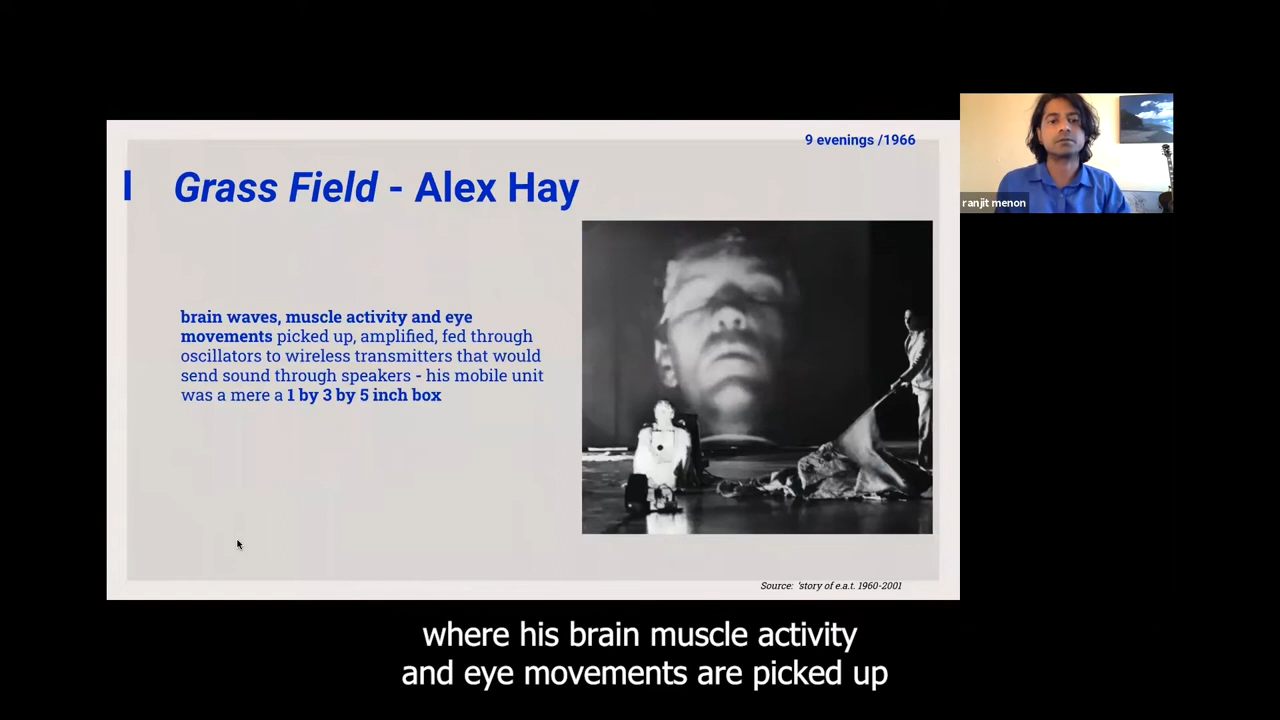 9 evenings /1966
Grass Field - Alex Hay
brain waves, muscle activity and eye
movements picked up, amplified, fed through
oscillators to wireless transmitters that would
send sound through speakers - his mobile unit
was a mere a 1 by 3 by 5 inch box
Source: 'story of e.a.t. 1960-2001
ranjit menon
where his brain muscle activity
and eye movements are picked up